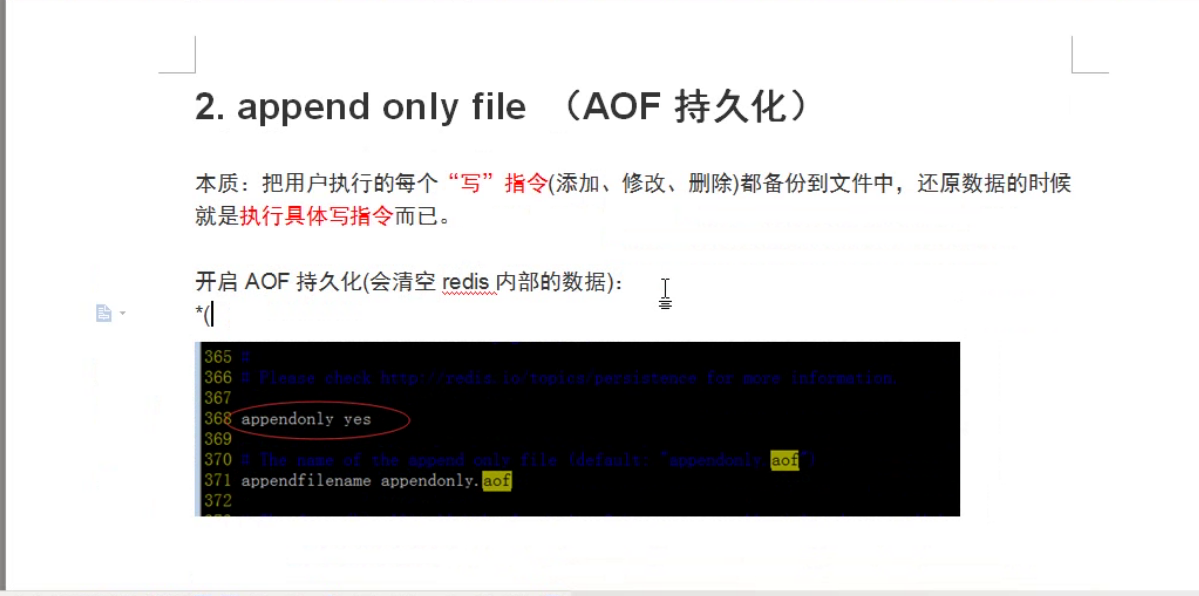 2. append only file （AOF 持久化）
本质：把用户执行的每个“写”指令(添加、修改、删除)都备份到文件中，还原数据的时候
就是执行具体写指令而已。
开启 AOF 持久化(会清空 redis 内部的数据)：
*(
365 #
366 # Please check http://redis.io/topics/persistence for more information.
367
368 appendonly yes
369
370 # The name of the append only file (default: "appendonly.aof")
371 appendfilename appendonly.aof
372